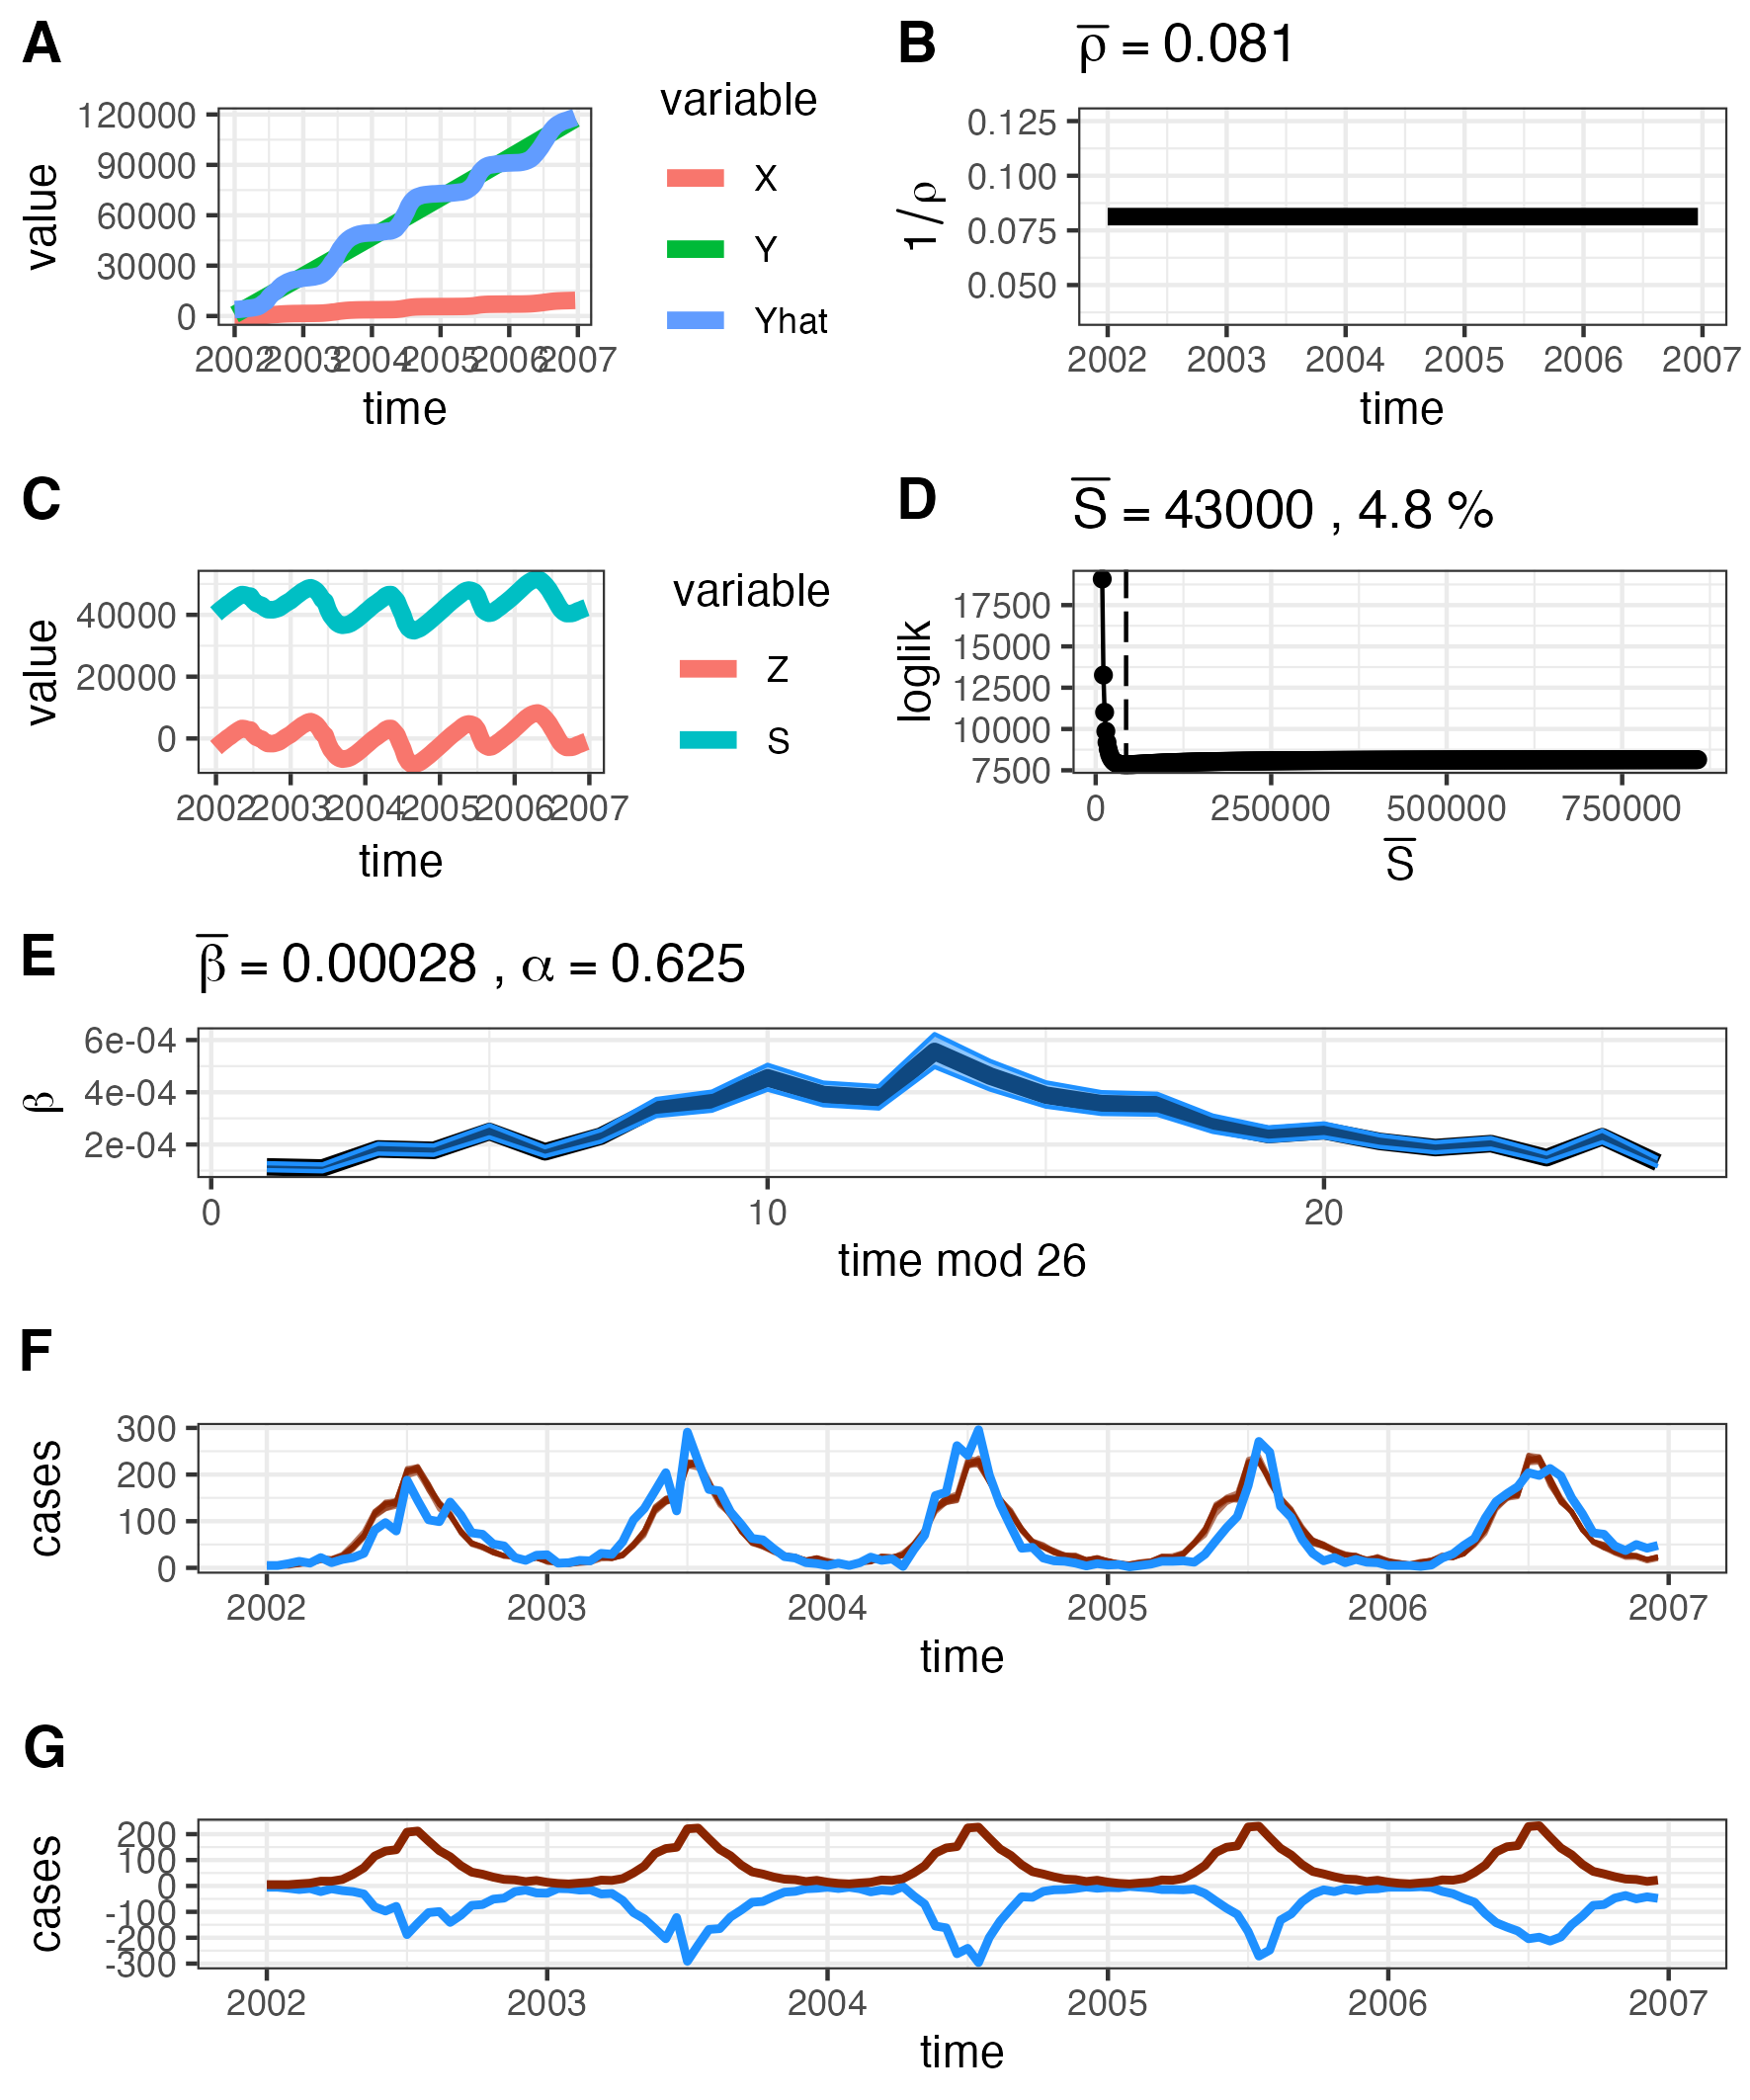 A
variable
120000
90000
60000
30000
0
value
X
Y
Yhat
2002 2003 2004 2005 2006 2007
time
B
ρ̅ = 0.081
0.125
0.100
0.075
0.050
1/ρ
2002 2003 2004 2005 2006 2007
time
C
variable
40000
20000
0
value
Z
S
2002 2003 2004 2005 2006 2007
time
D
S̅ = 43000 , 4.8 %
17500
15000
12500
10000
7500
loglik
0 250000 500000 750000
S̅
E
β̅ = 0.00028 , α = 0.625
6e-04
4e-04
2e-04
β
0 10 20
time mod 26
F
300
200
100
0
cases
2002 2003 2004 2005 2006 2007
time
G
200
100
0
-100
-200
-300
cases
2002 2003 2004 2005 2006 2007
time